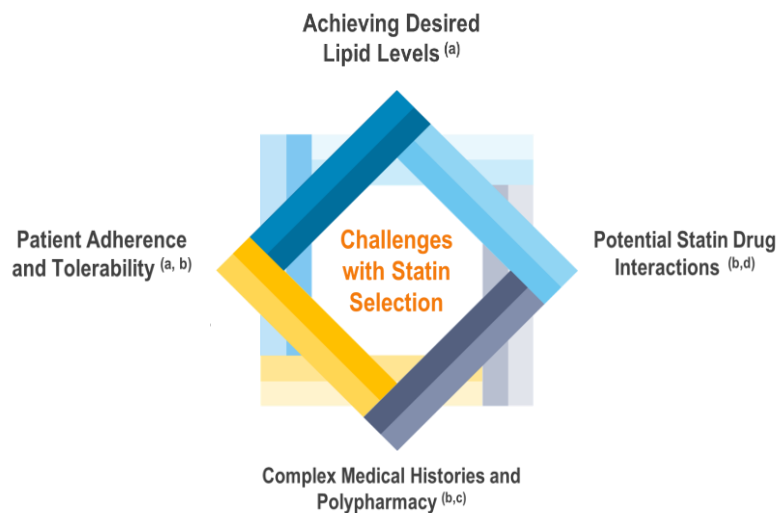 Achieving Desired
Lipid Levels (a)
Patient Adherence
and Tolerability (a, b)
Challenges
with Statin
Selection
Potential Statin Drug
Interactions (b,d)
Complex Medical Histories and
Polypharmacy (b,c)